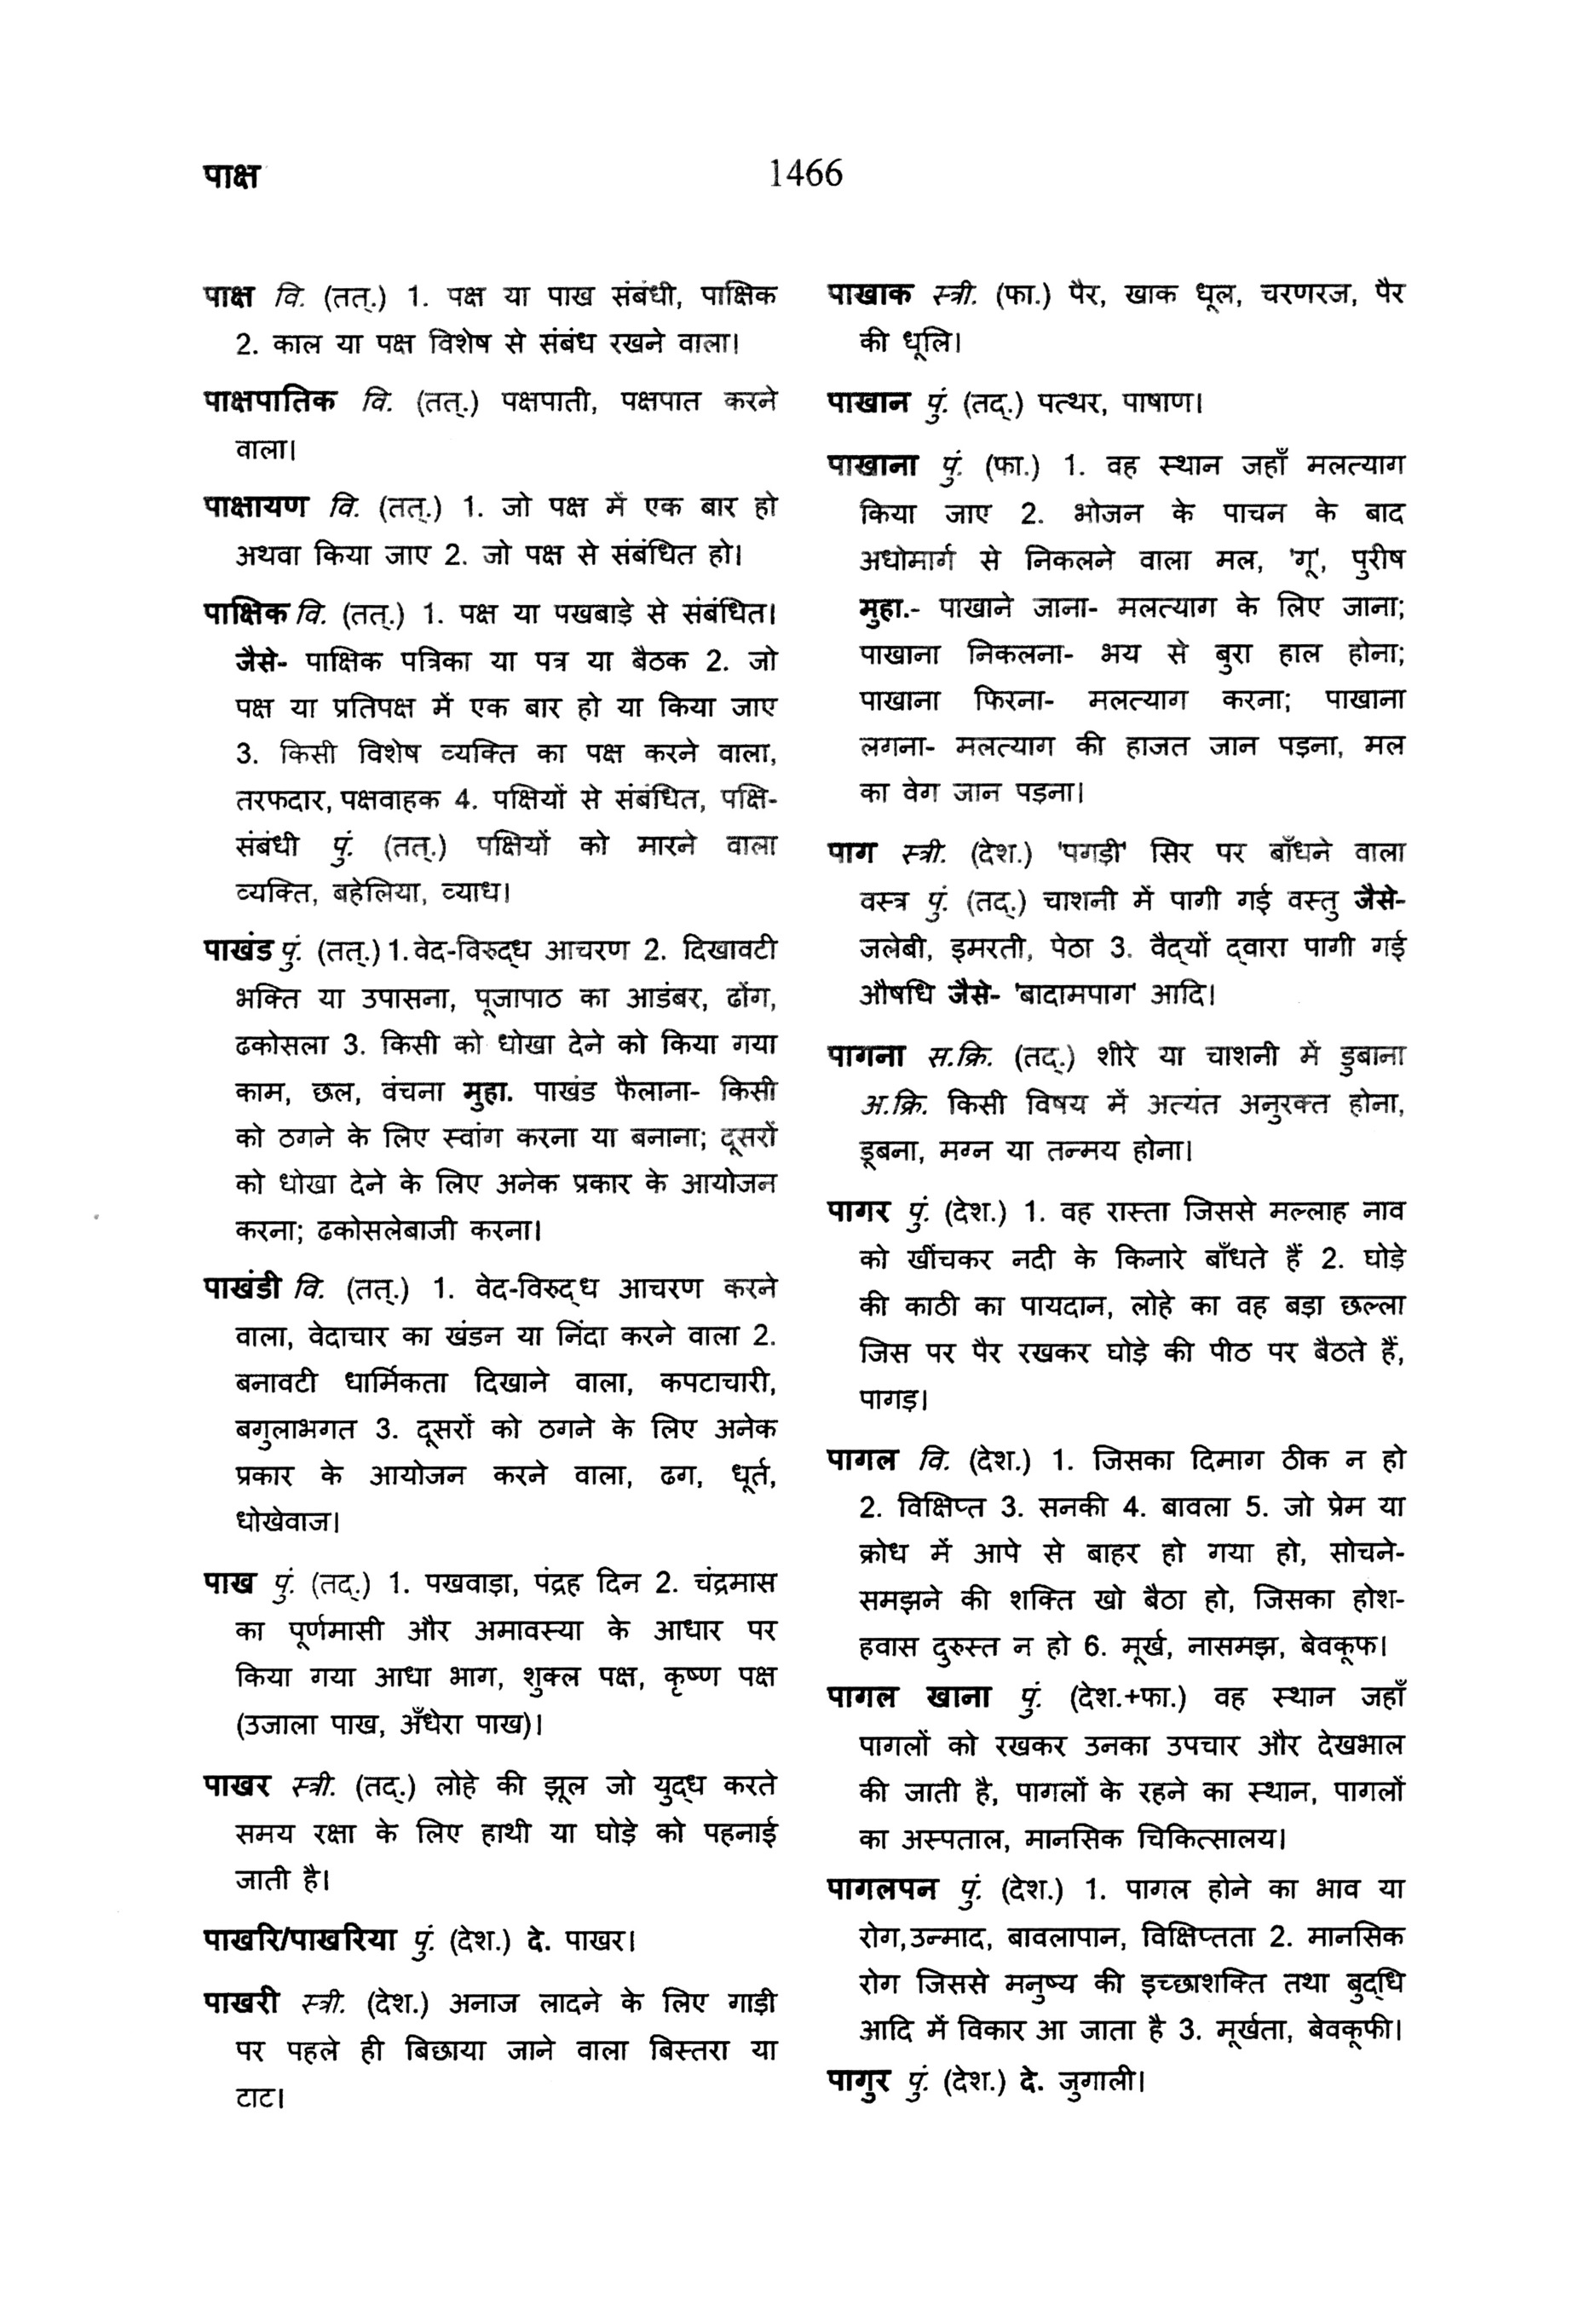 पाक्ष
1466
पाक्ष वि. (तत्.) 1. पक्ष या पाख संबंधी, पाक्षिक
2. काल या पक्ष विशेष से संबंध रखने वाला।
पाक्षपातिक वि. (तत्.) पक्षपाती, पक्षपात करने
वाला।
पाक्षायण वि. (तत्.) 1. जो पक्ष में एक बार हो
अथवा किया जाए 2. जो पक्ष से संबंधित हो।
पाक्षिक वि. (तत्.) 1. पक्ष या पखबाड़े से संबंधित।
जैसे- पाक्षिक पत्रिका या पत्र या बैठक 2. जो
पक्ष या प्रतिपक्ष में एक बार हो या किया जाए
3. किसी विशेष व्यक्ति का पक्ष करने वाला,
तरफदार, पक्षवाहक 4. पक्षियों से संबंधित, पक्षि-
संबंधी पुं. (तत्.) पक्षियों को मारने वाला
व्यक्ति, बहेलिया, व्याध।
पाखंड पुं. (तत्.) 1. वेद-विरुद्ध आचरण 2. दिखावटी
भक्ति या उपासना, पूजापाठ का आडंबर, ढोंग,
ढकोसला 3. किसी को धोखा देने को किया गया
काम, छल, वंचना मुहा. पाखंड फैलाना- किसी
को ठगने के लिए स्वांग करना या बनाना; दूसरों
को धोखा देने के लिए अनेक प्रकार के आयोजन
करना; ढकोसलेबाजी करना।
पाखंडी वि. (तत्.) 1. वेद-विरुद्ध आचरण करने
वाला, वेदाचार का खंडन या निंदा करने वाला 2.
बनावटी धार्मिकता दिखाने वाला, कपटाचारी,
बगुलाभगत 3. दूसरों को ठगने के लिए अनेक
प्रकार के आयोजन करने वाला, ढग, धूर्त,
धोखेवाज।
पाख पुं. (तद्.) 1. पखवाड़ा, पंद्रह दिन 2. चंद्रमास
का पूर्णमासी और अमावस्या के आधार पर
किया गया आधा भाग, शुक्ल पक्ष, कृष्ण पक्ष
(उजाला पाख, अँधेरा पाख)।
पाखर स्त्री. (तद्.) लोहे की झूल जो युद्ध करते
समय रक्षा के लिए हाथी या घोड़े को पहनाई
जाती है।
पाखरि/पाखरिया पुं. (देश.) दे. पाखर।
पाखरी स्त्री. (देश.) अनाज लादने के लिए गाड़ी
पर पहले ही बिछाया जाने वाला बिस्तरा या
टाट।
पाखाक स्त्री. (फा.) पैर, खाक धूल, चरणरज, पैर
की धूलि।
पाखान पुं. (तद्.) पत्थर, पाषाण।
पाखाना पुं. (फा.) 1. वह स्थान जहाँ मलत्याग
किया जाए 2. भोजन के पाचन के बाद
अधोमार्ग से निकलने वाला मल, 'गू', पुरीष
मुहा.- पाखाने जाना- मलत्याग के लिए जाना;
पाखाना निकलना- भय से बुरा हाल होना;
पाखाना फिरना- मलत्याग करना; पाखाना
लगना- मलत्याग की हाजत जान पड़ना, मल
का वेग जान पड़ना।
पाग स्त्री. (देश.) 'पगड़ी' सिर पर बाँधने वाला
वस्त्र पुं. (तद्.) चाशनी में पागी गई वस्तु जैसे-
जलेबी, इमरती, पेठा 3. वैद्यों द्वारा पागी गई
औषधि जैसे- 'बादामपाग' आदि।
पागना स.क्रि. (तद्.) शीरे या चाशनी में डुबाना
अ.क्रि. किसी विषय में अत्यंत अनुरक्त होना,
डूबना, मग्न या तन्मय होना।
पागर पुं. (देश.) 1. वह रास्ता जिससे मल्लाह नाव
को खींचकर नदी के किनारे बाँधते हैं 2. घोड़े
की काठी का पायदान, लोहे का वह बड़ा छल्ला
जिस पर पैर रखकर घोड़े की पीठ पर बैठते हैं,
पागड़।
पागल वि. (देश.) 1. जिसका दिमाग ठीक न हो
2. विक्षिप्त 3. सनकी 4. बावला 5. जो प्रेम या
क्रोध में आपे से बाहर हो गया हो, सोचने-
समझने की शक्ति खो बैठा हो, जिसका होश-
हवास दुरुस्त न हो 6. मूर्ख, नासमझ, बेवकूफ।
पागल खाना पुं. (देश.+फा.) वह स्थान जहाँ
पागलों को रखकर उनका उपचार और देखभाल
की जाती है, पागलों के रहने का स्थान, पागलों
का अस्पताल, मानसिक चिकित्सालय।
पागलपन पुं. (देश.) 1. पागल होने का भाव या
रोग,उन्माद, बावलापान, विक्षिप्तता 2. मानसिक
रोग जिससे मनुष्य की इच्छाशक्ति तथा बुद्धि
आदि में विकार आ जाता है 3. मूर्खता, बेवकूफी।
पागुर पुं. (देश.) दे. जुगाली।